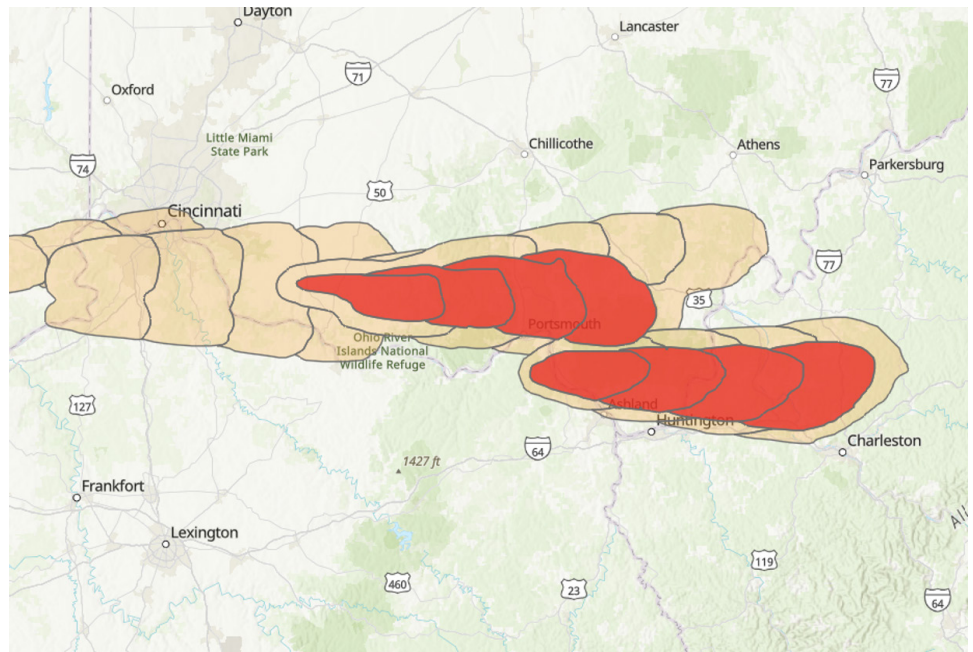 Dayton
Lancaster
71
77
Oxford
Little Miami
State Park
Chillicothe
Athens
74
Parkersburg
50
Cincinnati
77
35
Portsmouth
Ohio River
Islands National
Wildlife Refuge
127
Ashland
Huntington
64
Charleston
1427 ft
Frankfort
Lexington
119
460
23
64
All